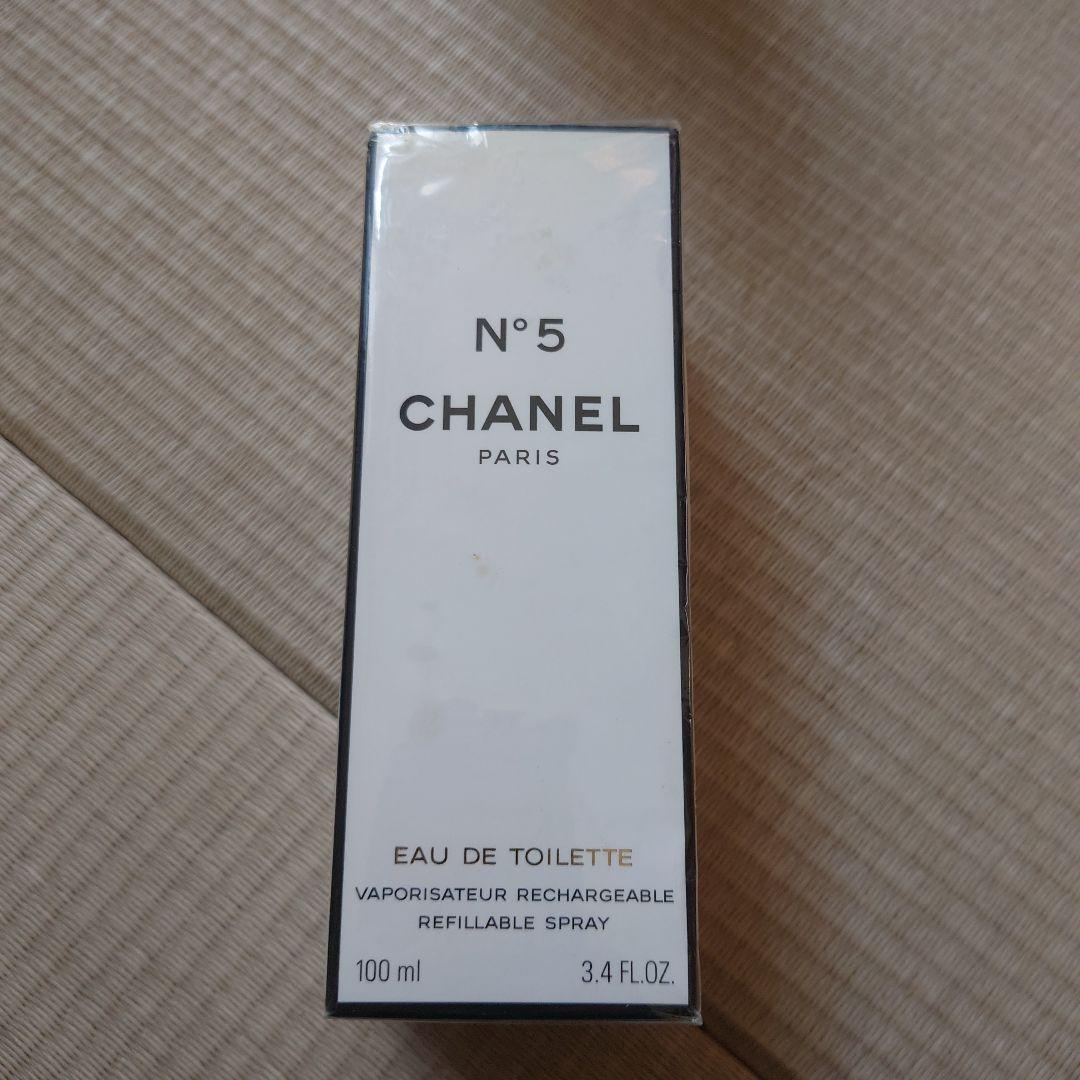 N°5
CHANEL
PARIS
EAU DE TOILETTE
VAPORISATEUR RECHARGEABLE
REFILLABLE SPRAY
100 ml 3.4 FL.OZ.